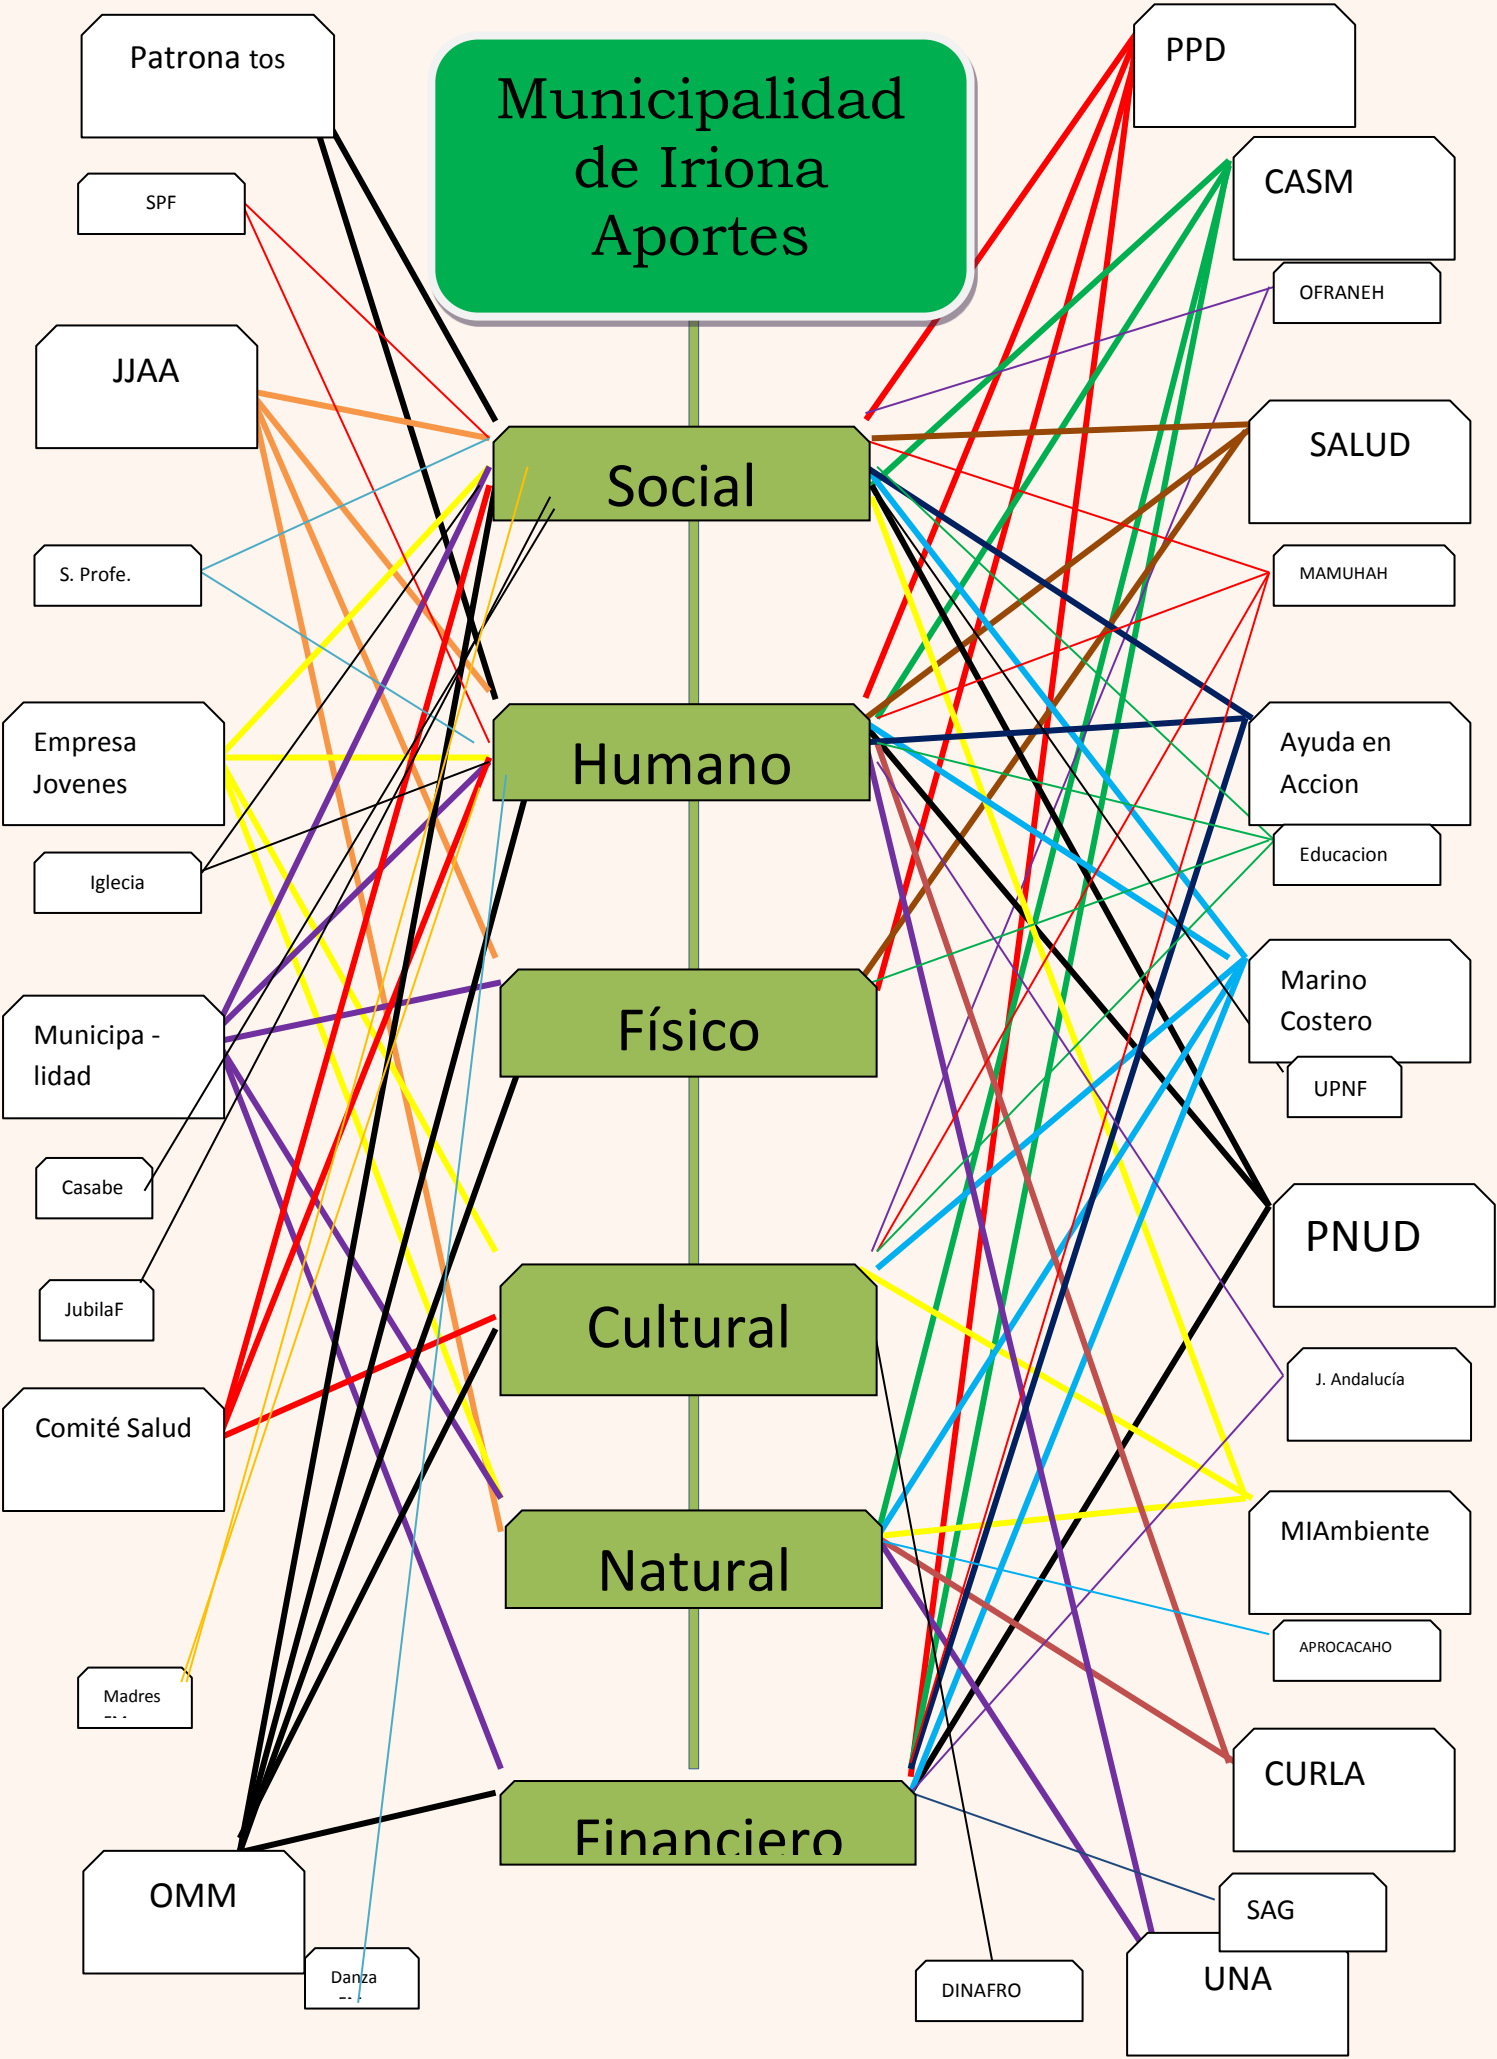 Municipalidad
de Iriona
Aportes
Patrona tos
SPF
JJAA
S. Profe.
Empresa
Jovenes
Iglecia
Municipa -
lidad
Casabe
JubilaF
Comité Salud
Madres
OMM
Danza
Social
Humano
Físico
Cultural
Natural
Financiero
PPD
CASM
OFRANEH
SALUD
MAMUHAH
Ayuda en
Accion
Educacion
Marino
Costero
UPNF
PNUD
J. Andalucía
MIAmbiente
APROCACAHO
CURLA
SAG
UNA
DINAFRO